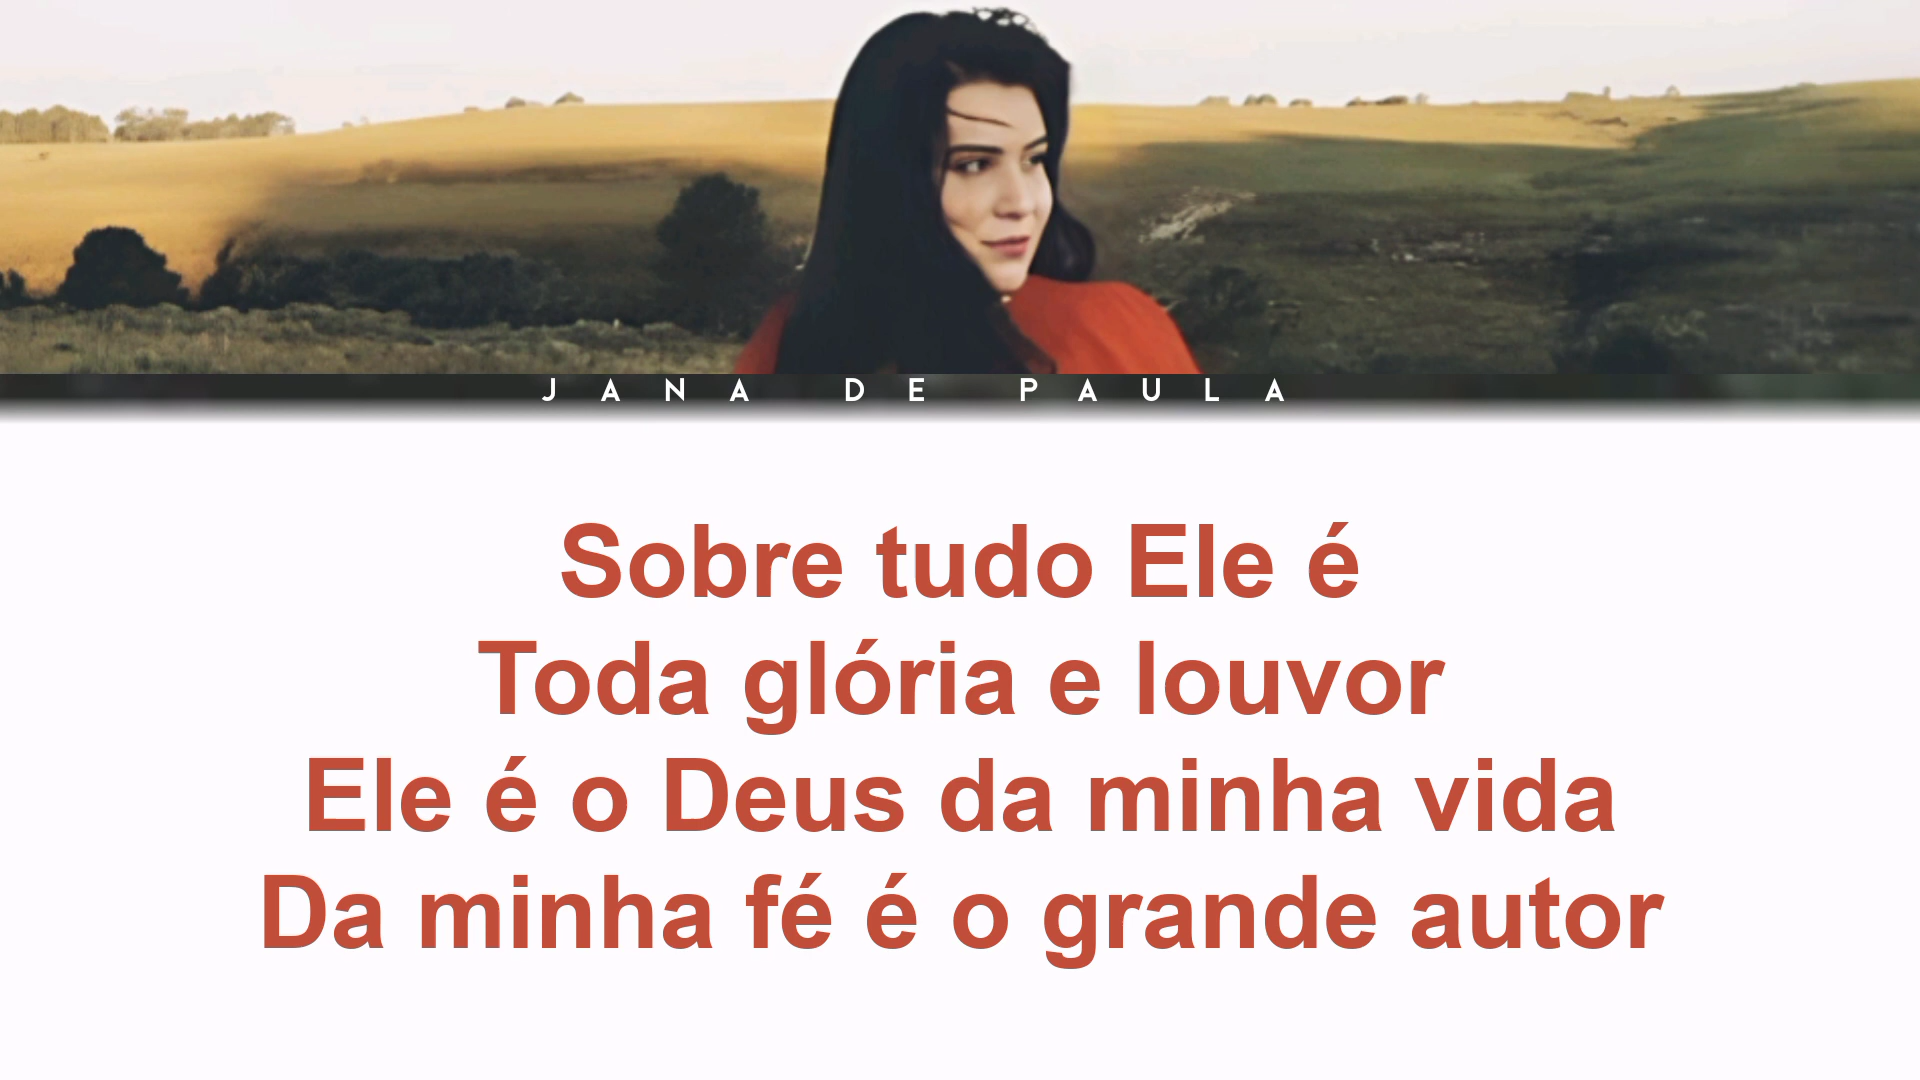 JANA DE PAULA
Sobre tudo Ele é
Toda glória e louvor
Ele é o Deus da minha vida
Da minha fé é o grande autor